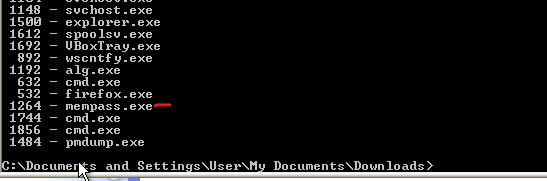 1148 - svchost.exe
1500 - explorer.exe
1612 - spoolsv.exe
1692 - VBoxTray.exe
892 - wscntfy.exe
1192 - alg.exe
632 - cmd.exe
532 - firefox.exe
1264 - mempass.exe
1744 - cmd.exe
1856 - cmd.exe
1484 - pmdump.exe
C:\Documents and Settings\User\My Documents\Downloads>